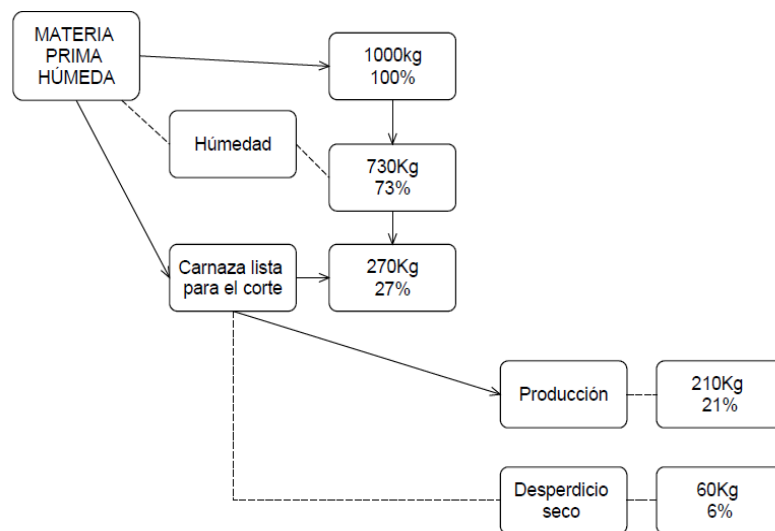 MATERIA
PRIMA
HÚMEDA
1000kg
100%
Húmedad
730Kg
73%
Carnaza lista
para el corte
270Kg
27%
Producción
210Kg
21%
Desperdicio
seco
60Kg
6%